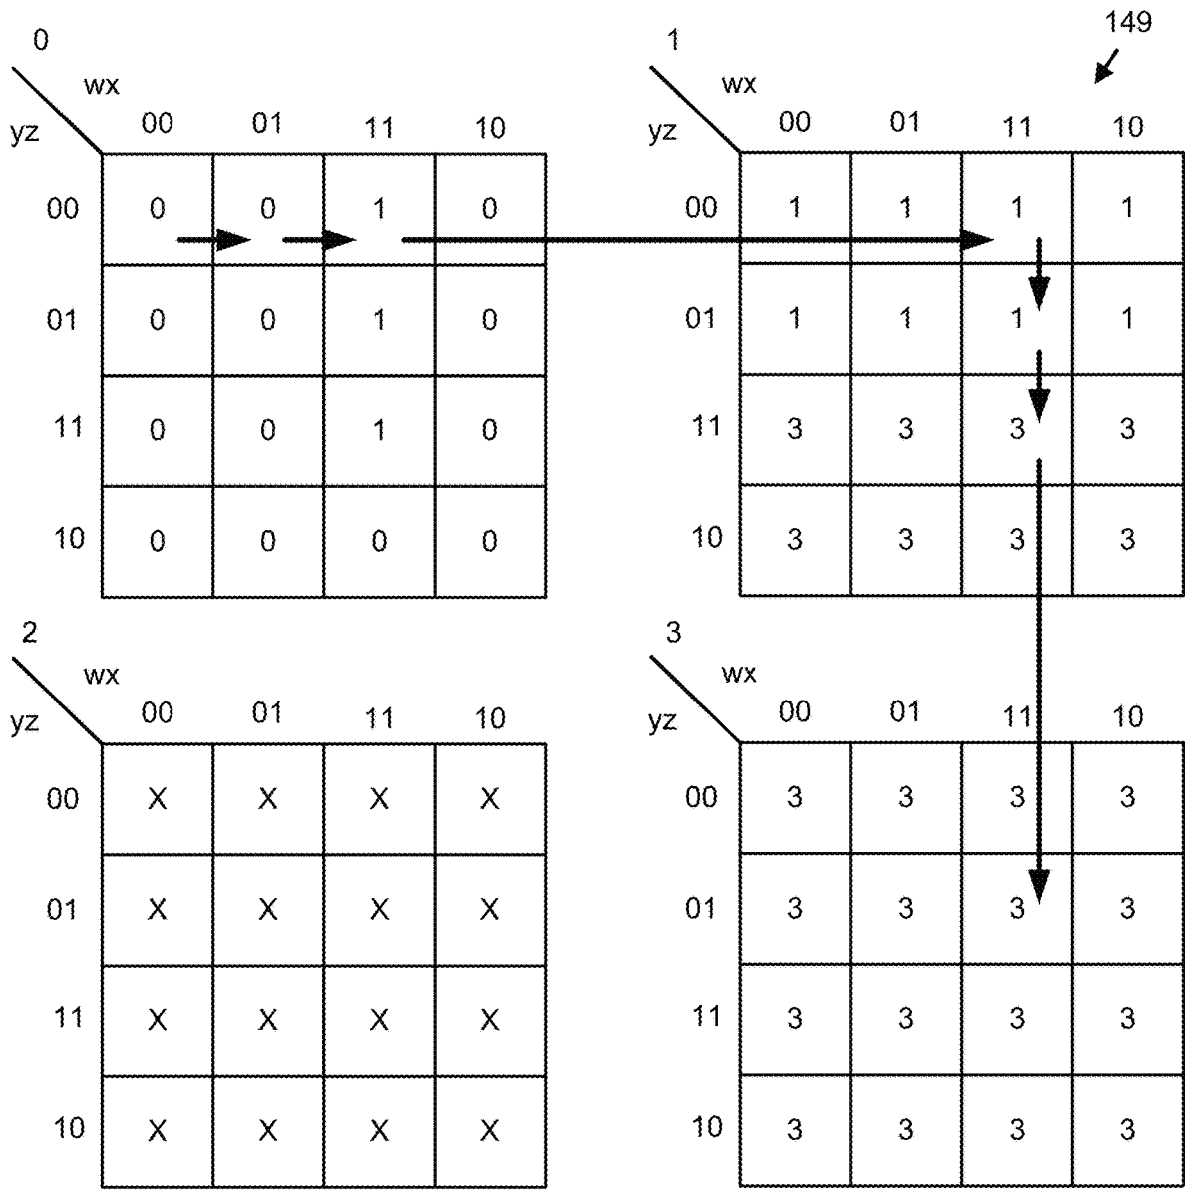 0
wx
yz 00 01 11 10
00 0 0 1 0
01 0 0 1 0
11 0 0 1 0
10 0 0 0 0
149
1
wx
yz 00 01 11 10
00 1 1 1 1
01 1 1 1 1
11 3 3 3 3
10 3 3 3 3
2
wx
yz 00 01 11 10
00 X X X X
01 X X X X
11 X X X X
10 X X X X
3
wx
yz 00 01 11 10
00 3 3 3 3
01 3 3 3 3
11 3 3 3 3
10 3 3 3 3